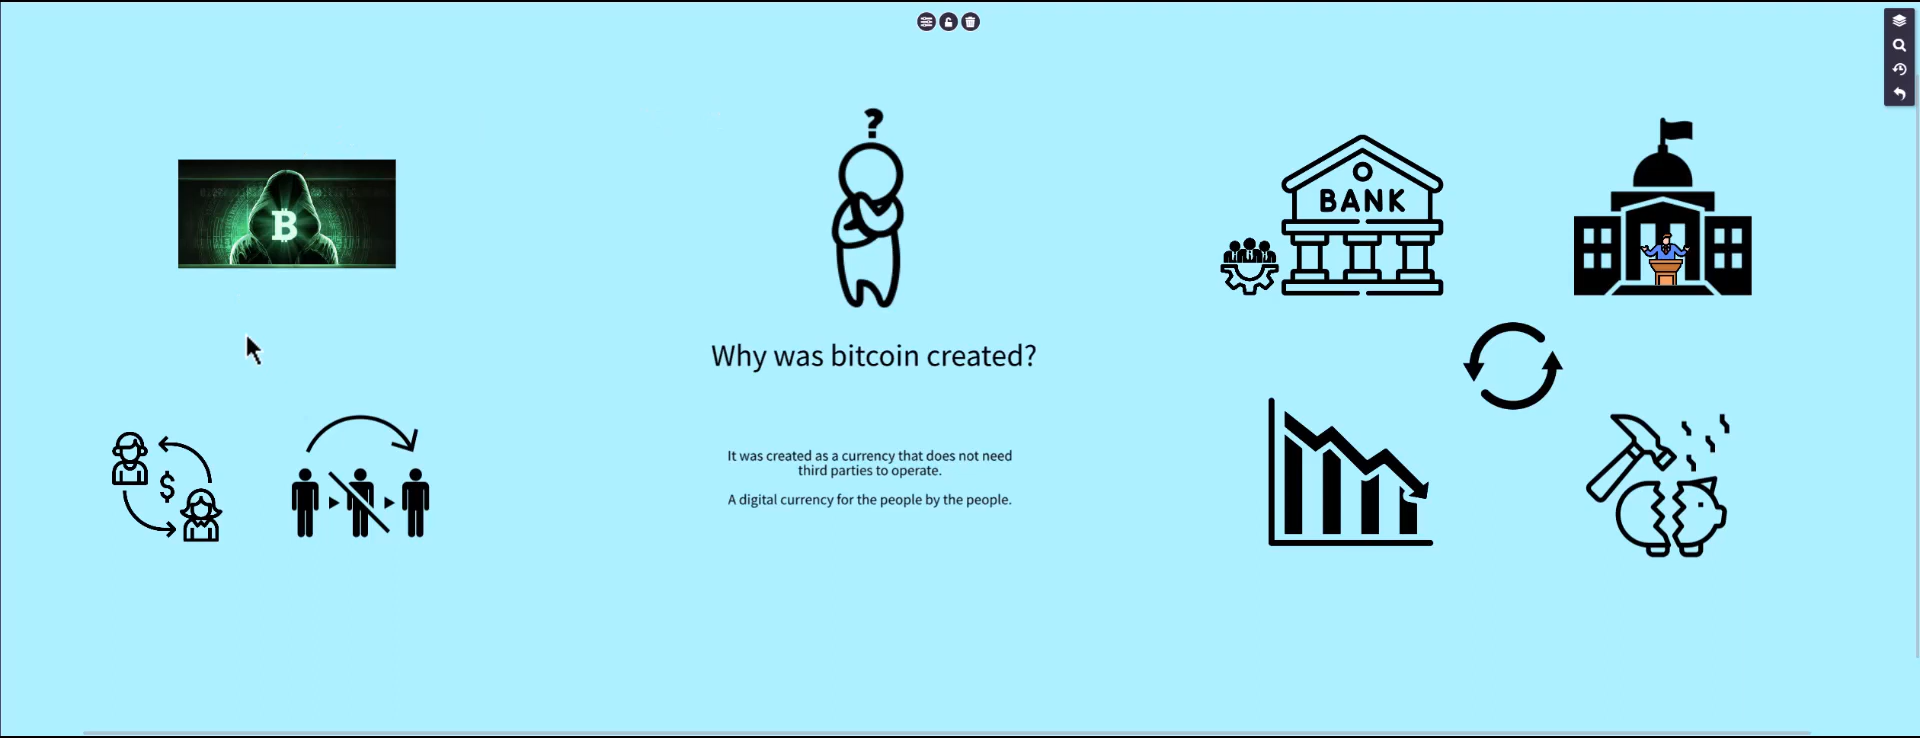 ?
B
BANK
$
Why was bitcoin created?
It was created as a currency that does not need
third parties to operate.
A digital currency for the people by the people.